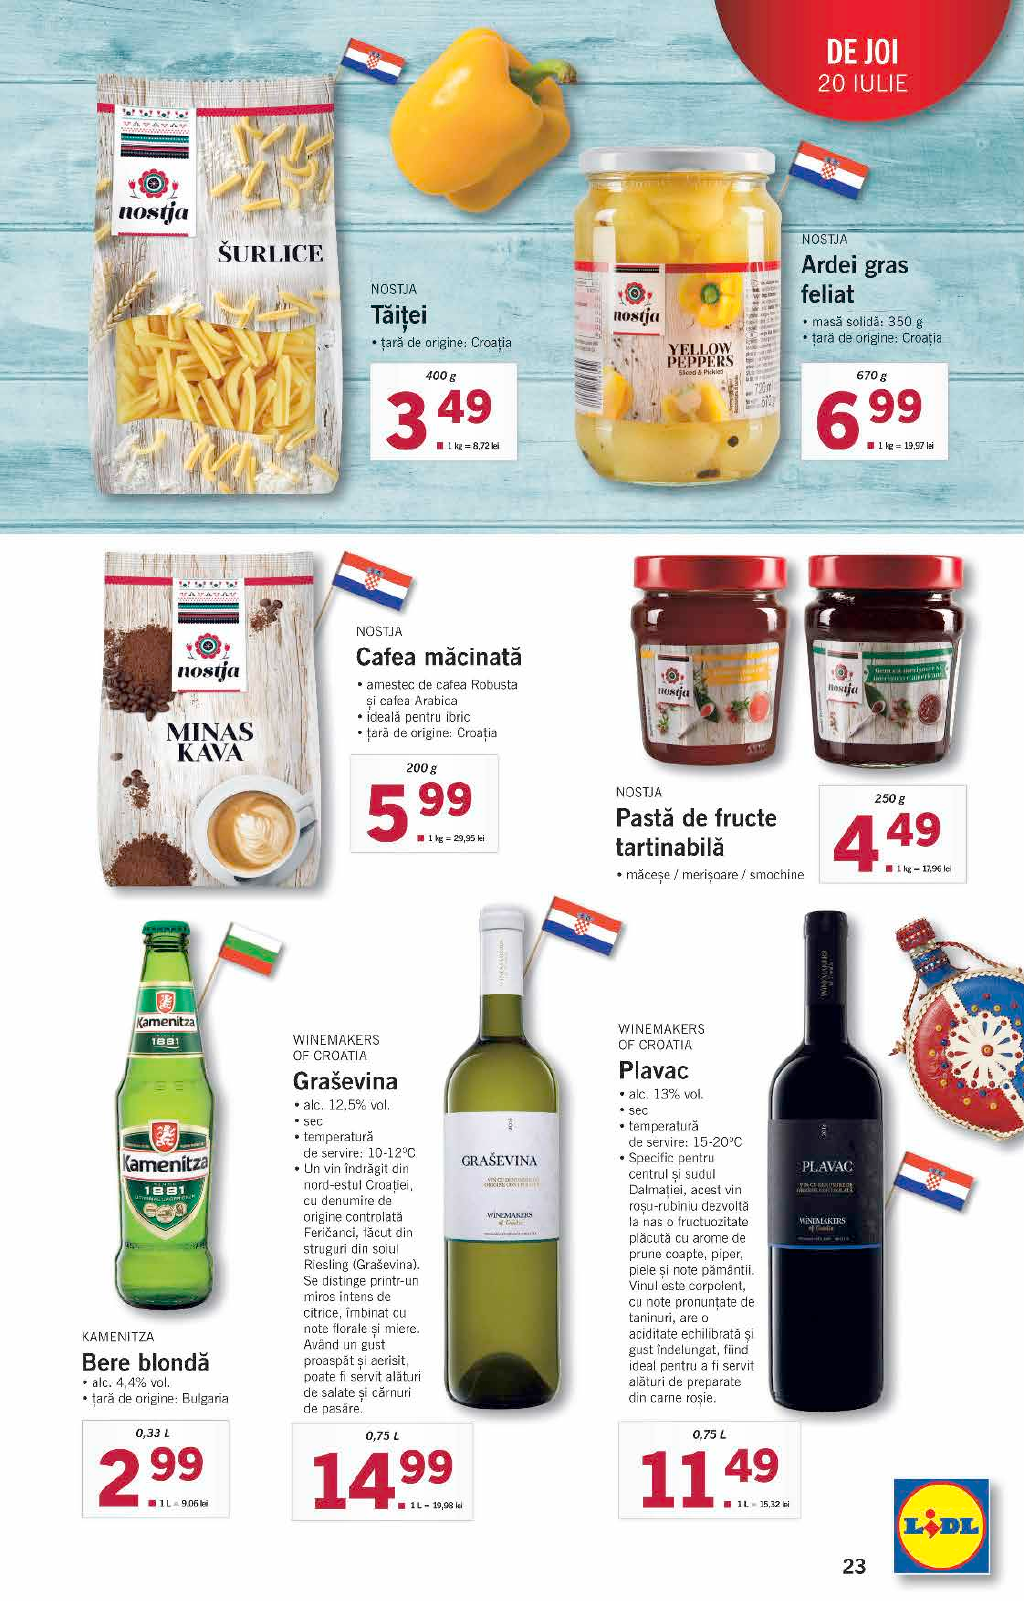 DE JOI
20 IULIE
nostja
ŠURLICE
NOSTJA
Tăiței
• țară de origine: Croația
400 g
3 49
1 kg = 8,72 lei
nostja
YELLOW
PEPPERS
Sliced & Pickled
NOSTJA
Ardei gras
feliat
• masă solidă: 350 g
• țară de origine: Croația
670 g
6 99
1 kg = 19,97 lei
nostja
MINAS
KAVA
NOSTJA
Cafea măcinată
• amestec de cafea Robusta
și cafea Arabica
• ideală pentru ibric
• țară de origine: Croația
200 g
5 99
1 kg = 29,95 lei
nostja
nostja
NOSTJA
Pastă de fructe
tartinabilă
• măceșe / merișoare / smochine
250 g
4 49
1 kg = 17,96 lei
Kamenitza
1881
Kamenitza
1881
KAMENITZA
Bere blondă
• alc. 4,4% vol.
• țară de origine: Bulgaria
0,33 L
2 99
1 L = 9,06 lei
WINEMAKERS
OF CROATIA
Graševina
• alc. 12,5% vol.
• sec
• temperatură
de servire: 10-12°C
• Un vin îndrăgit din
nord-estul Croației,
cu denumire de
origine controlată
Feričanci, făcut din
struguri din soiul
Riesling (Graševina).
Se distinge printr-un
miros intens de
citrice, îmbinat cu
note florale și miere.
Având un gust
proaspăt și aerisit,
poate fi servit alături
de salate și cărnuri
de pasăre.
0,75 L
14 99
1 L = 19,98 lei
GRAŠEVINA
WINEMAKERS
of Croatia
WINEMAKERS
OF CROATIA
Plavac
• alc. 13% vol.
• sec
• temperatură
de servire: 15-20°C
• Specific pentru
centrul și sudul
Dalmației, acest vin
roșu-rubiniu dezvoltă
la nas o fructuozitate
plăcută cu arome de
prune coapte, piper,
piele și note pământii.
Vinul este corpolent,
cu note pronunțate de
taninuri, are o
aciditate echilibrată și
gust îndelungat, fiind
ideal pentru a fi servit
alături de preparate
din carne roșie.
0,75 L
11 49
1 L = 15,32 lei
PLAVAC
WINEMAKERS
of Croatia
LIDL
23